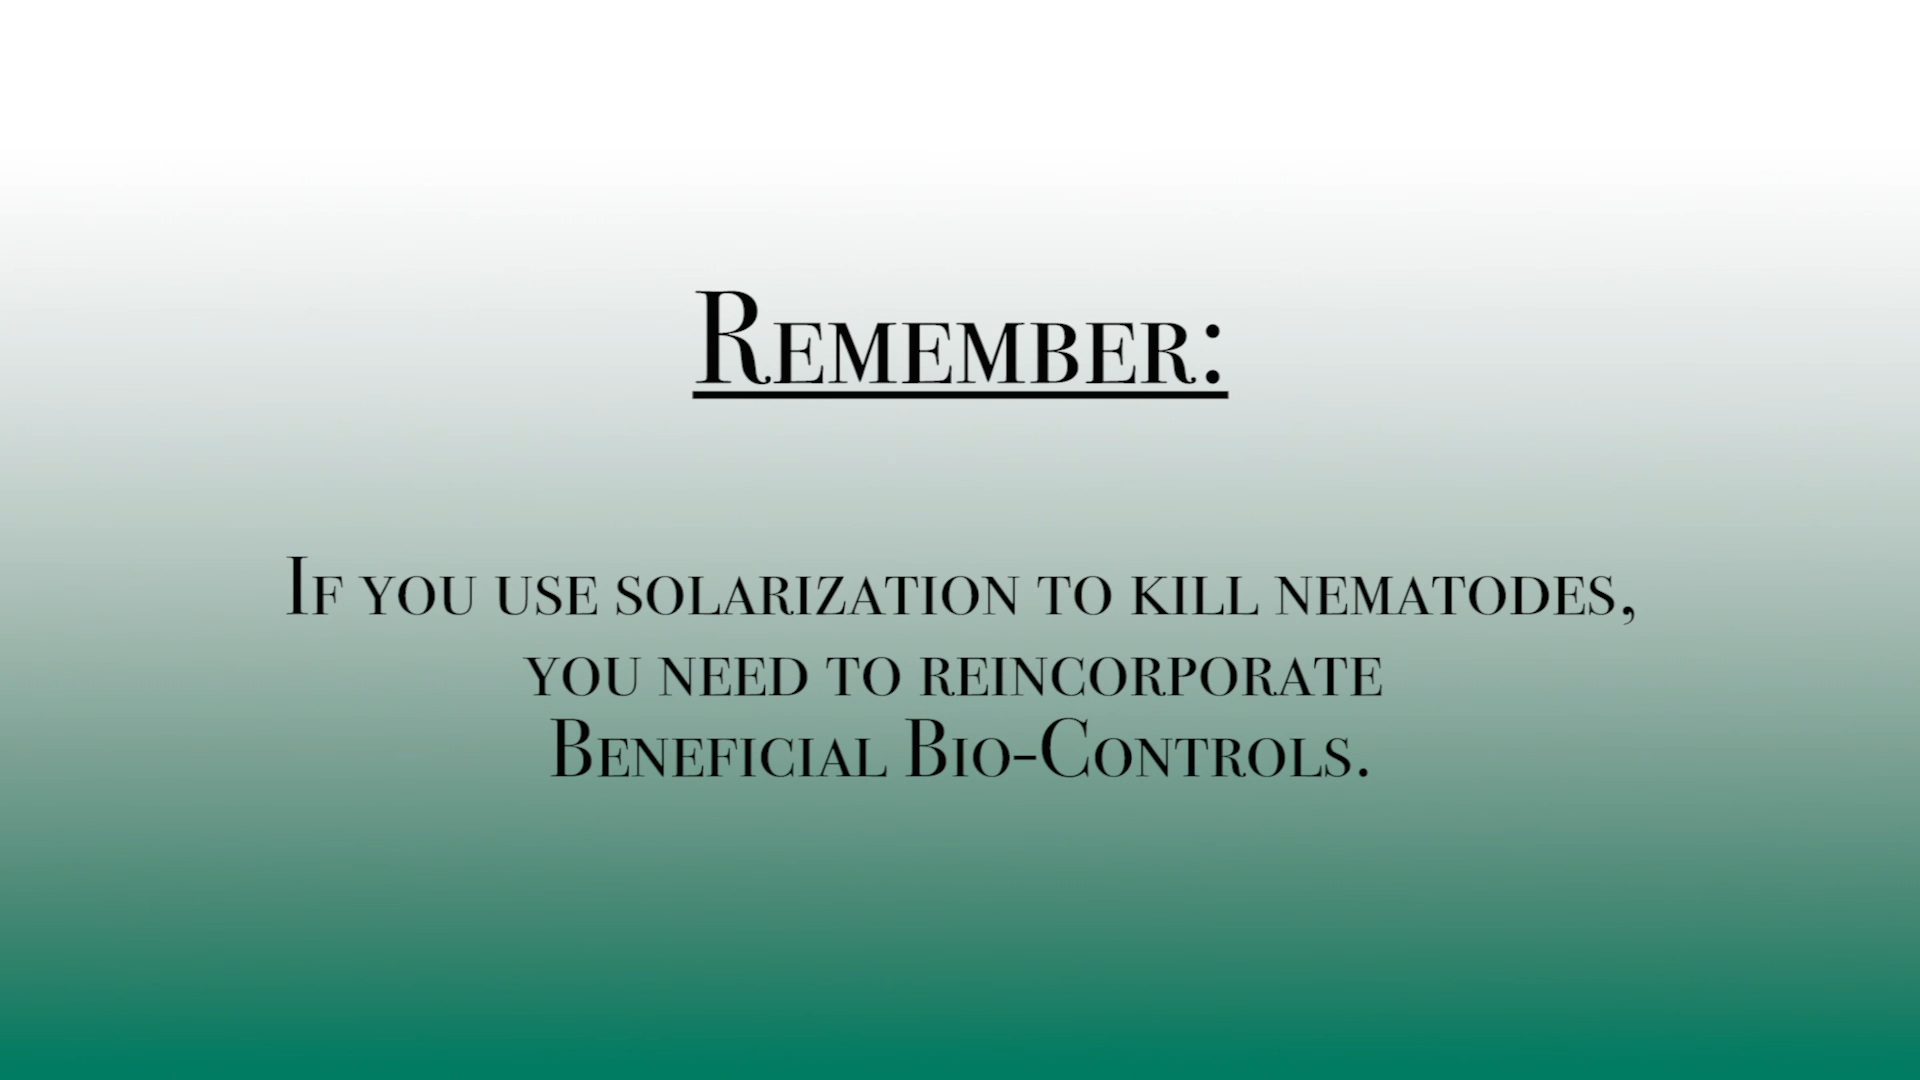 Remember:
If you use solarization to kill nematodes,
you need to reincorporate
Beneficial Bio-Controls.